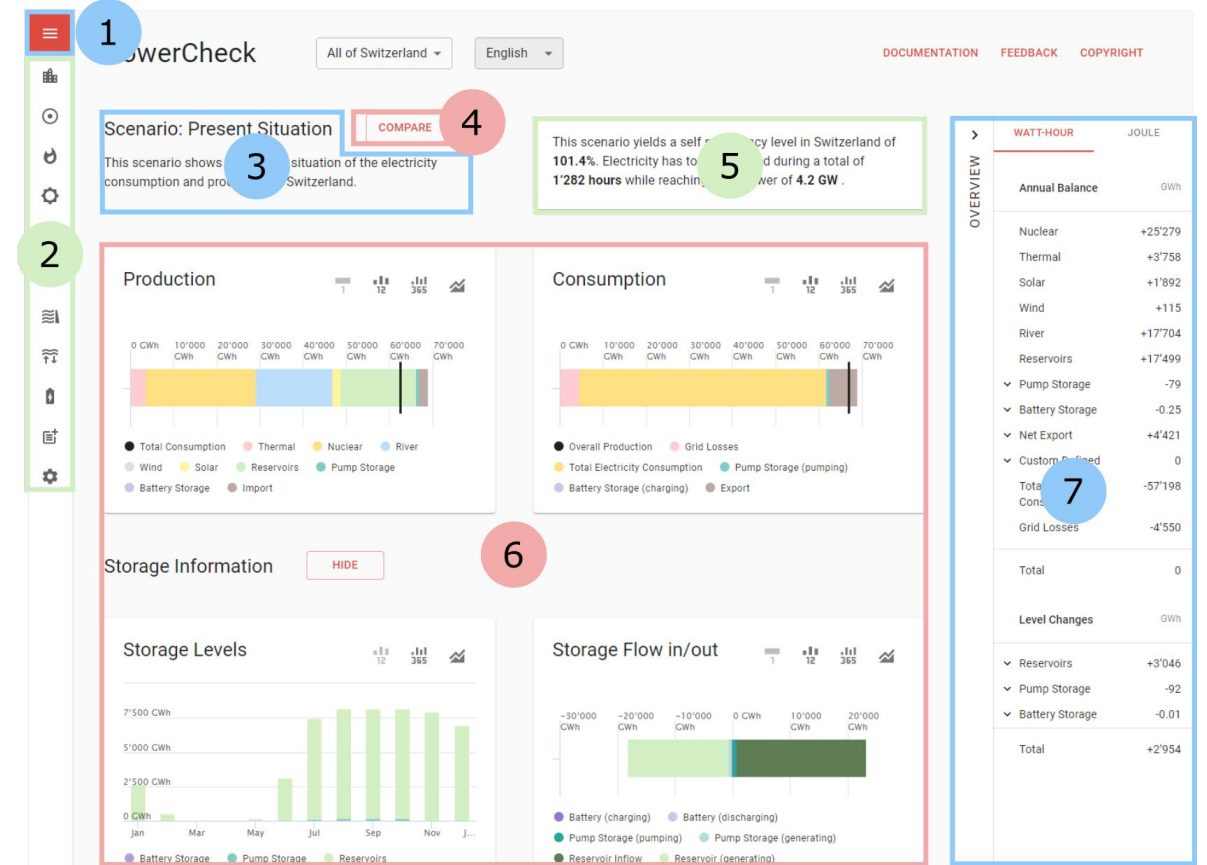 1
owerCheck
All of Switzerland
English
DOCUMENTATION
FEEDBACK
COPYRIGHT
2
Scenario: Present Situation
COMPARE
4
3
This scenario shows situation of the electricity
consumption and pro Switzerland.
This scenario yields a self cy level in Switzerland of
101.4%. Electricity has to d during a total of
1'282 hours while reaching wer of 4.2 GW .
5
Production
1
12
365
0 GWh 10'000 GWh 20'000 GWh 30'000 GWh 40'000 GWh 50'000 GWh 60'000 GWh 70'000 GWh
Total Consumption Thermal Nuclear River
Wind Solar Reservoirs Pump Storage
Battery Storage Import
Consumption
1
12
365
0 GWh 10'000 GWh 20'000 GWh 30'000 GWh 40'000 GWh 50'000 GWh 60'000 GWh 70'000 GWh
Overall Production Grid Losses
Total Electricity Consumption Pump Storage (pumping)
Battery Storage (charging) Export
6
Storage Information
HIDE
Storage Levels
12
365
7'500 GWh
5'000 GWh
2'500 GWh
0 GWh
Jan Mar May Jul Sep Nov J...
Battery Storage Pump Storage Reservoirs
Storage Flow in/out
1
12
365
-30'000 GWh -20'000 GWh -10'000 GWh 0 GWh 10'000 GWh 20'000 GWh
Battery (charging) Battery (discharging)
Pump Storage (pumping) Pump Storage (generating)
Reservoir Inflow Reservoir (generating)
OVERVIEW
WATT-HOUR JOULE
Annual Balance GWh
Nuclear +25'279
Thermal +3'758
Solar +1'892
Wind +115
River +17'704
Reservoirs +17'499
Pump Storage -79
Battery Storage -0.25
Net Export +4'421
Custom Defined 0
Tota -57'198
Cons
7
Grid Losses -4'550
Total 0
Level Changes GWh
Reservoirs +3'046
Pump Storage -92
Battery Storage -0.01
Total +2'954